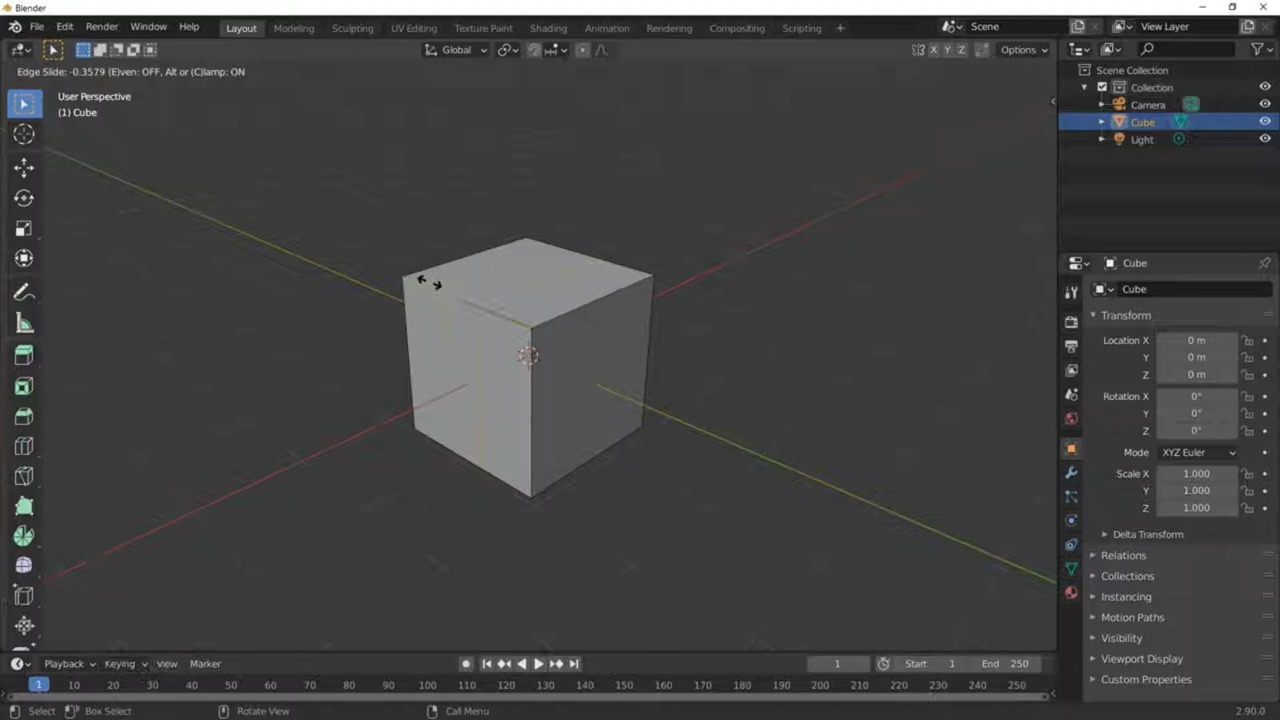 Blender
File Edit Render Window Help Layout Modeling Sculpting UV Editing Texture Paint Shading Animation Rendering Compositing Scripting + Scene View Layer
Global X Y Z Options
Edge Slide: -0.3579 (E)ven: OFF, Alt or (C)lamp: ON
User Perspective
(1) Cube
Scene Collection
Collection
Camera
Cube
Light
Cube
Cube
Transform
Location X 0 m
Y 0 m
Z 0 m
Rotation X 0°
Y 0°
Z 0°
Mode XYZ Euler
Scale X 1.000
Y 1.000
Z 1.000
Delta Transform
Relations
Collections
Instancing
Motion Paths
Visibility
Viewport Display
Custom Properties
Playback Keying View Marker 1 Start 1 End 250
1 10 20 30 40 50 60 70 80 90 100 110 120 130 140 150 160 170 180 190 200 210 220 230 240 250
Select Box Select Rotate View Call Menu 2.90.0